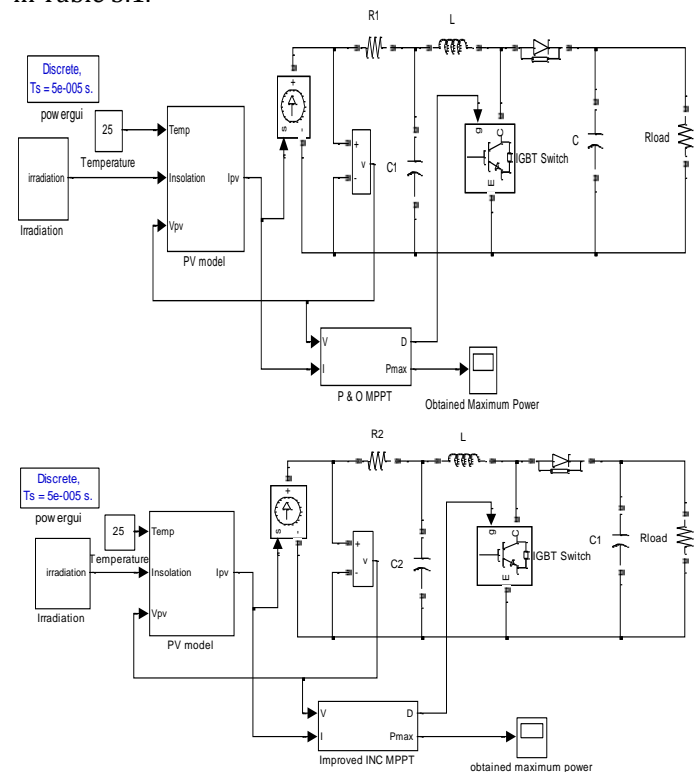 in Table 3.1.
R1
L
Discrete,
Ts = 5e-005 s.
powergui
25
Temperature
irradiation
Irradiation
Temp
Insolation
Vpv
Ipv
PV model
s
+
-
+
-
v
C1
g
C
E
IGBT Switch
C
Rload
V
I
D
Pmax
P & O MPPT
Obtained Maximum Power
R2
L
Discrete,
Ts = 5e-005 s.
powergui
25
Temperature
irradiation
Irradiation
Temp
Insolation
Vpv
Ipv
PV model
s
+
-
+
-
v
C2
g
C
E
IGBT Switch
C1
Rload
V
I
D
Pmax
Improved INC MPPT
obtained maximum power